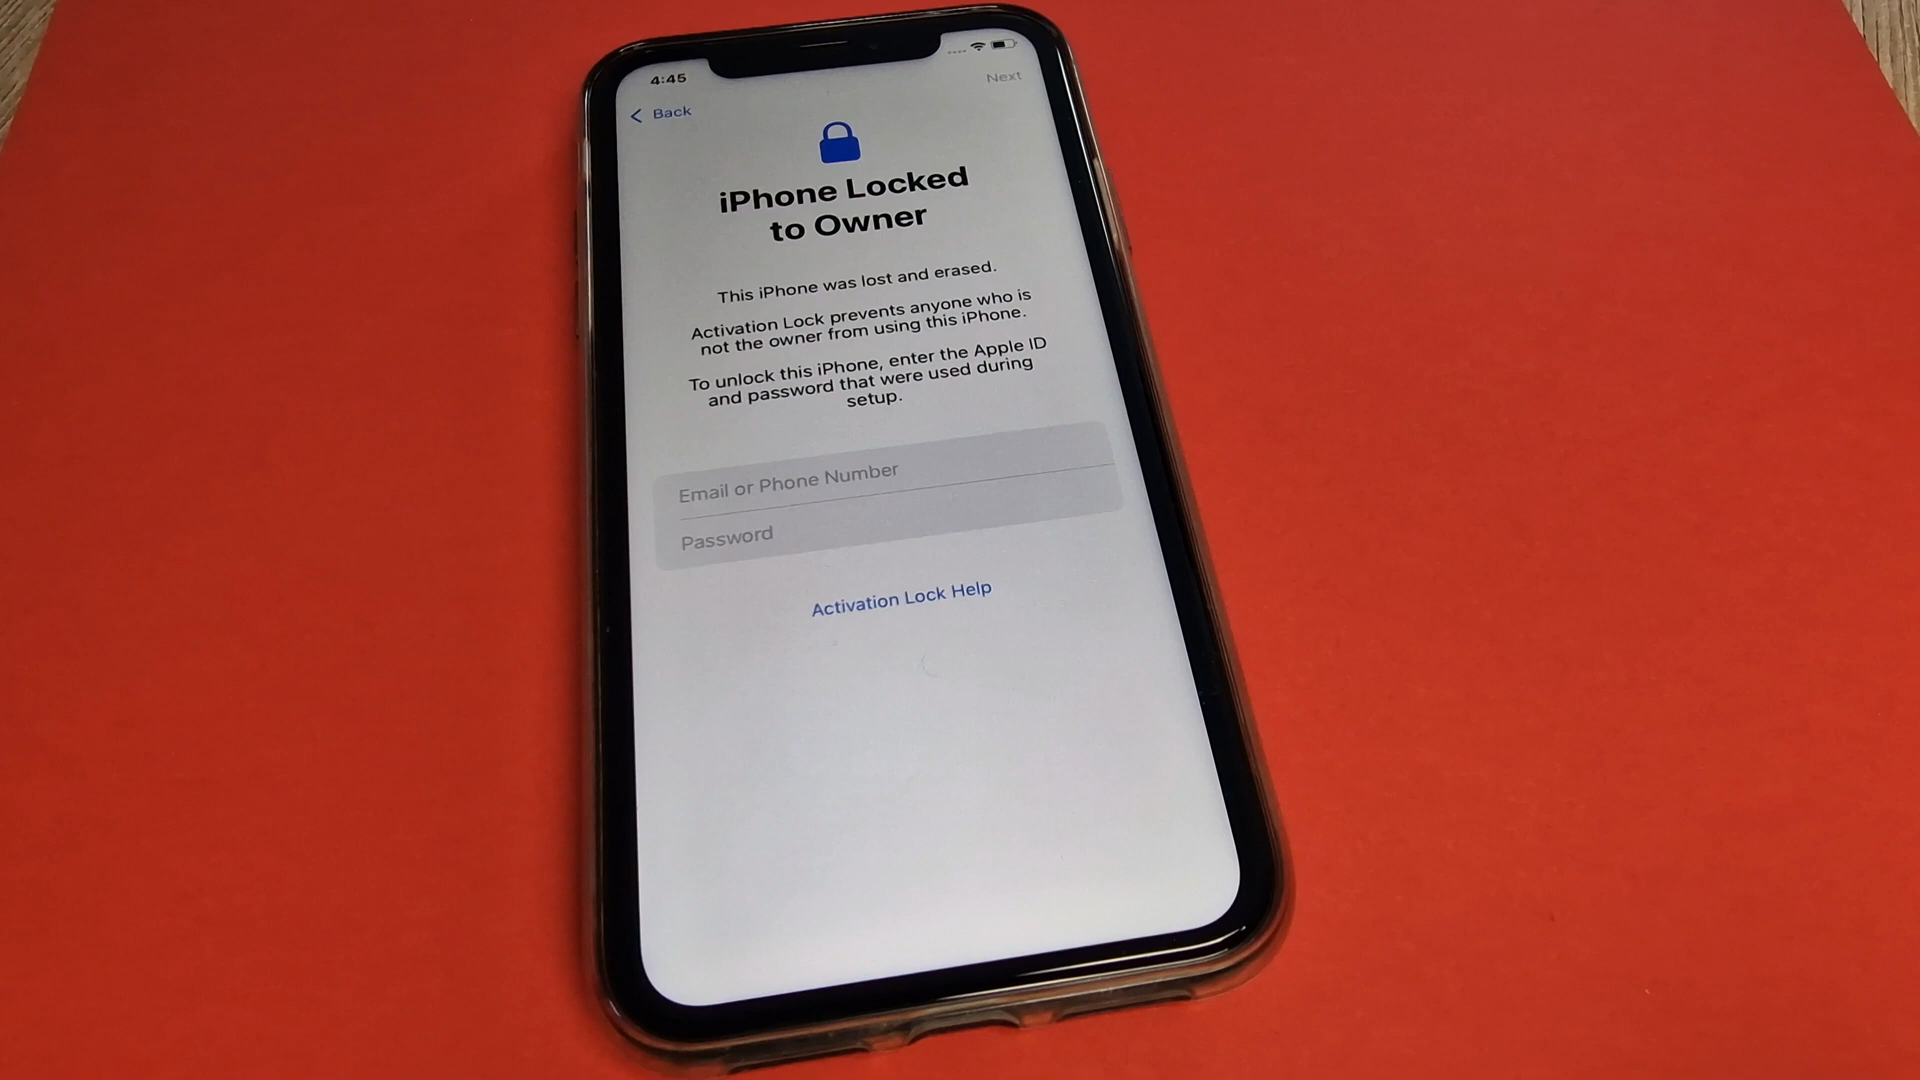 4:45
Next
Back
iPhone Locked
to Owner
This iPhone was lost and erased.
Activation Lock prevents anyone who is
not the owner from using this iPhone.
To unlock this iPhone, enter the Apple ID
and password that were used during
setup.
Email or Phone Number
Password
Activation Lock Help